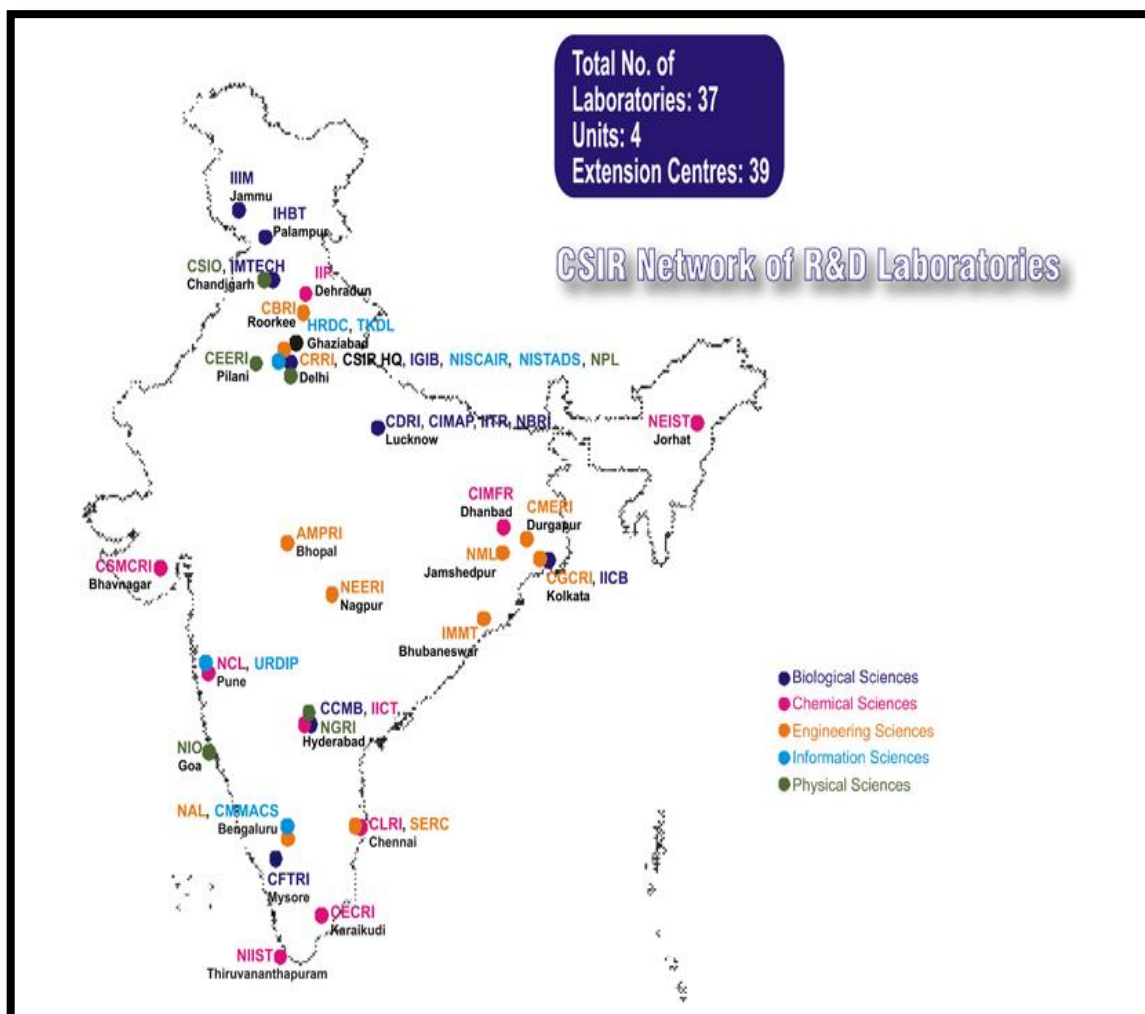 Total No. of
Laboratories: 37
Units: 4
Extension Centres: 39
CSIR Network of R&D Laboratories
IIIM
Jammu
IHBT
Palampur
CSIO, IMTECH
Chandigarh
IIP
Dehradun
CBRI
Roorkee
HRDC, TKDL
Ghaziabad
CEERI
Pilani
CRRI, CSIR HQ, IGIB, NISCAIR, NISTADS, NPL
Delhi
CDRI, CIMAP, IITR, NBRI
Lucknow
NEIST
Jorhat
CIMFR
Dhanbad
CMERI
Durgapur
AMPRI
Bhopal
NML
Jamshedpur
CSMCRI
Bhavnagar
CGCRI, IICB
Kolkata
NEERI
Nagpur
IMMT
Bhubaneswar
NCL, URDIP
Pune
CCMB, IICT,
NGRI
Hyderabad
NIO
Goa
NAL, CMMACS
Bengaluru
CLRI, SERC
Chennai
CFTRI
Mysore
CECRI
Karaikudi
NIIST
Thiruvananthapuram
Biological Sciences
Chemical Sciences
Engineering Sciences
Information Sciences
Physical Sciences